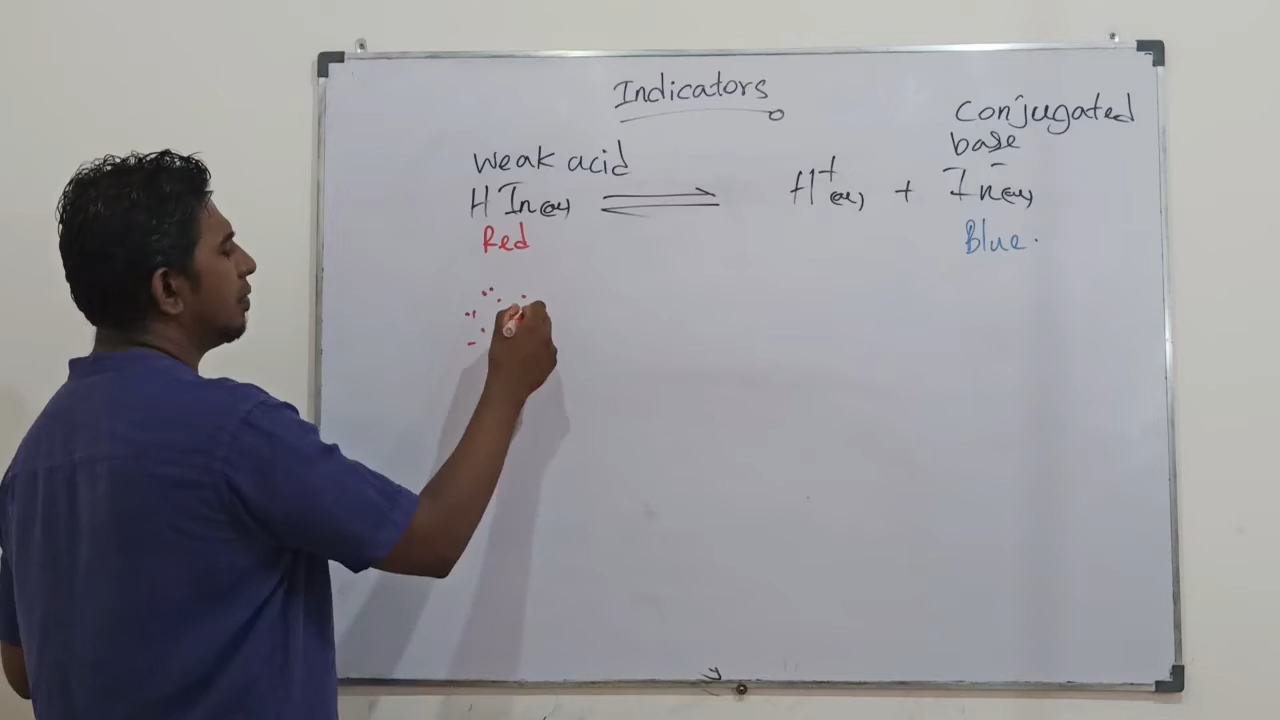 Indicators
weak acid
conjugated
base
HIn(aq) ⇌ H⁺(aq) + In⁻(aq)
Red
Blue.